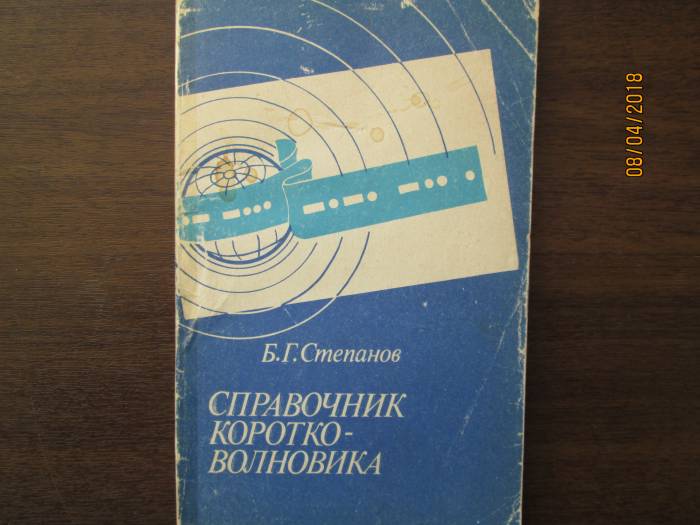 08/04/2018
Б.Г.Степанов
СПРАВОЧНИК
КОРОТКО-
ВОЛНОВИКА